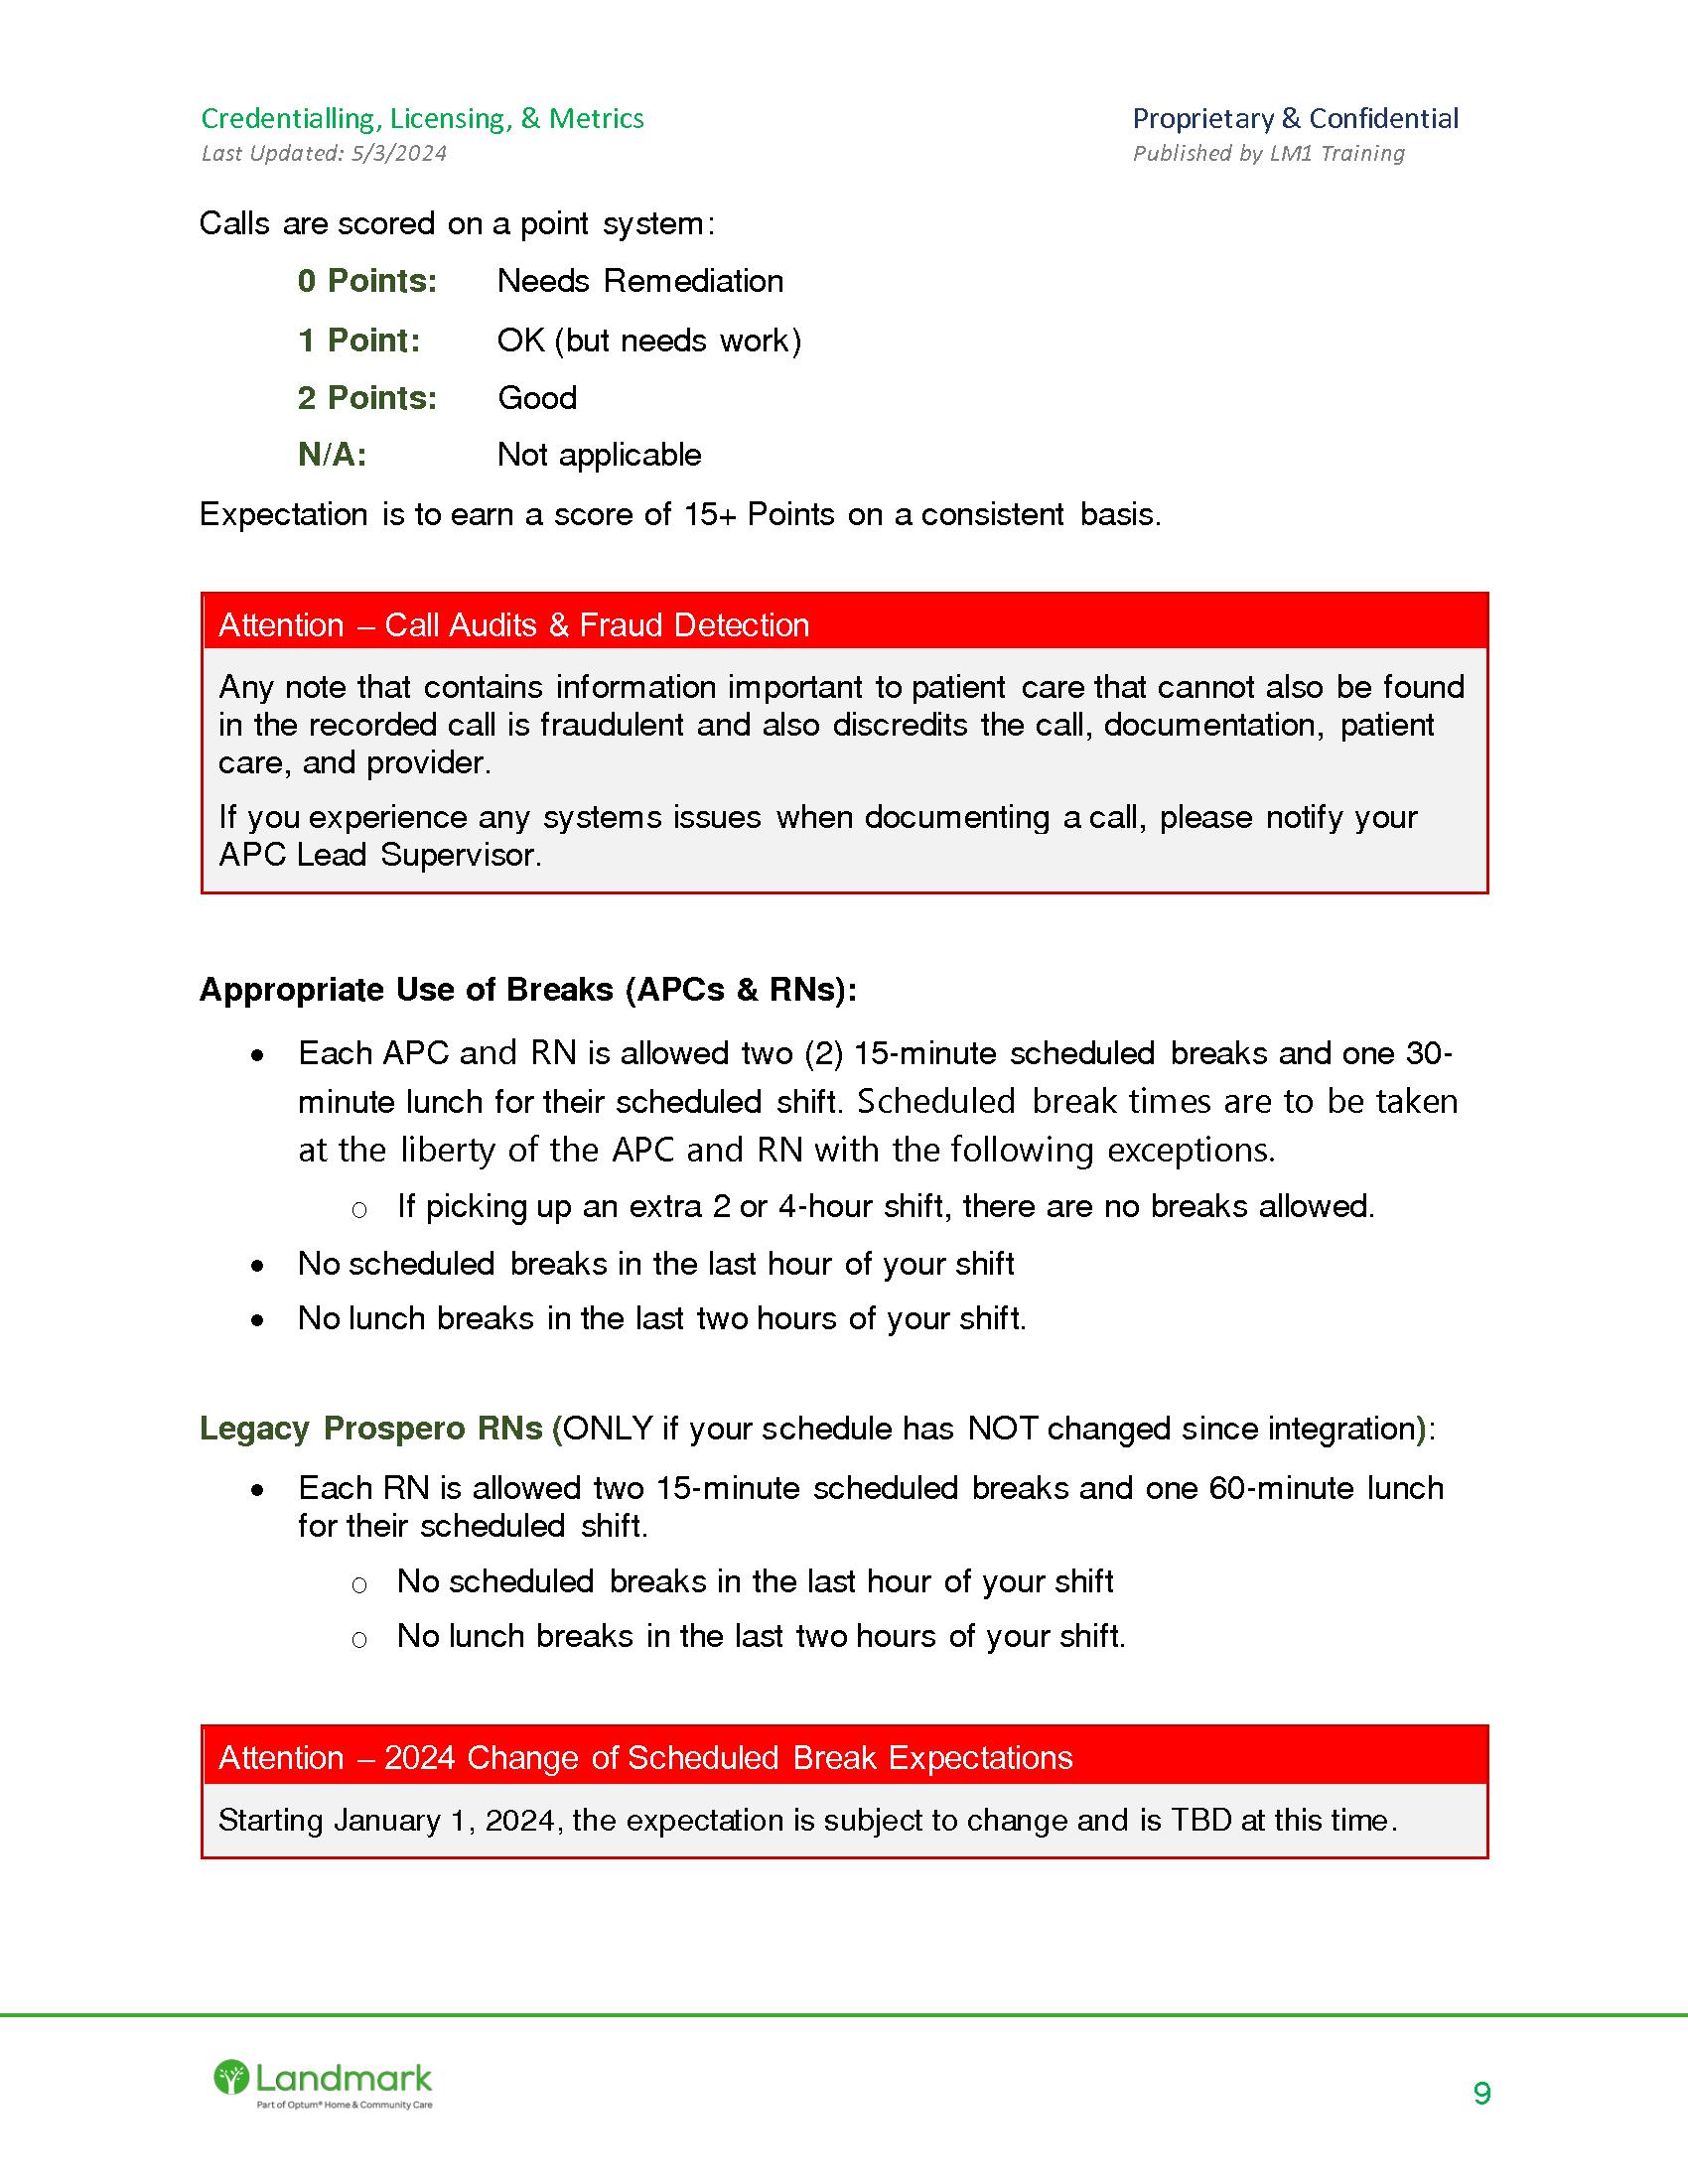 Credentialling, Licensing, & Metrics
Proprietary & Confidential
Last Updated: 5/3/2024
Published by LM1 Training
Calls are scored on a point system:
0 Points: Needs Remediation
1 Point: OK (but needs work)
2 Points: Good
N/A: Not applicable
Expectation is to earn a score of 15+ Points on a consistent basis.
Attention – Call Audits & Fraud Detection
Any note that contains information important to patient care that cannot also be found
in the recorded call is fraudulent and also discredits the call, documentation, patient
care, and provider.
If you experience any systems issues when documenting a call, please notify your
APC Lead Supervisor.
Appropriate Use of Breaks (APCs & RNs):
• Each APC and RN is allowed two (2) 15-minute scheduled breaks and one 30-
minute lunch for their scheduled shift. Scheduled break times are to be taken
at the liberty of the APC and RN with the following exceptions.
o If picking up an extra 2 or 4-hour shift, there are no breaks allowed.
• No scheduled breaks in the last hour of your shift
• No lunch breaks in the last two hours of your shift.
Legacy Prospero RNs (ONLY if your schedule has NOT changed since integration):
• Each RN is allowed two 15-minute scheduled breaks and one 60-minute lunch
for their scheduled shift.
o No scheduled breaks in the last hour of your shift
o No lunch breaks in the last two hours of your shift.
Attention – 2024 Change of Scheduled Break Expectations
Starting January 1, 2024, the expectation is subject to change and is TBD at this time.
Landmark
Part of Optum® Home & Community Care
9